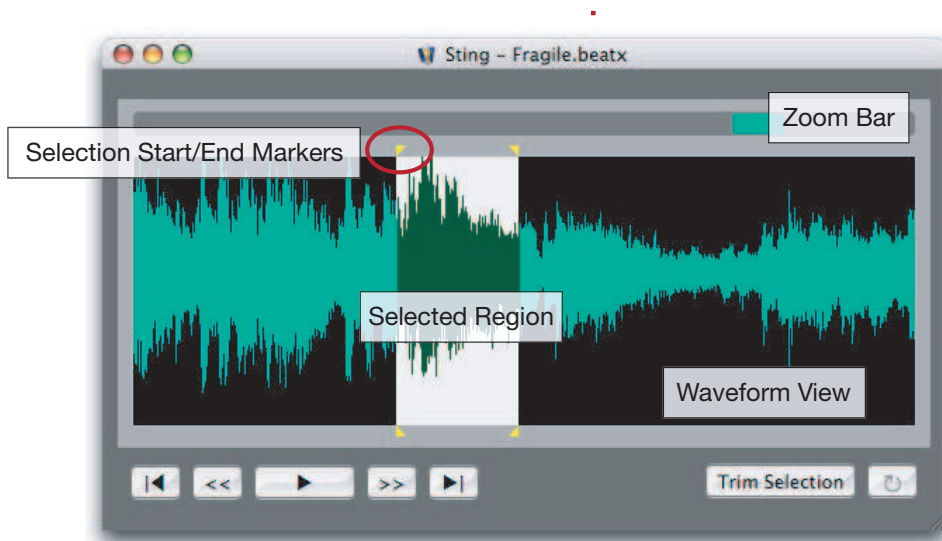 Sting – Fragile.beatx
Zoom Bar
Selection Start/End Markers
Selected Region
Waveform View
<< >>
Trim Selection